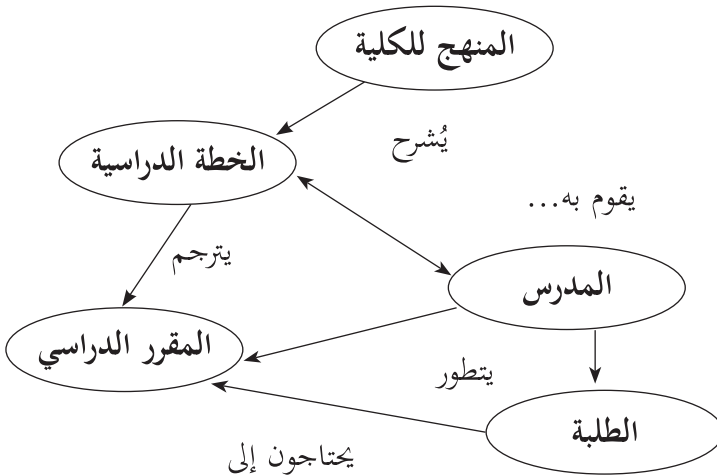 المنهج للكلية
يُشرح
الخطة الدراسية
يقوم به...
يترجم
المدرس
المقرر الدراسي
يتطور
الطلبة
يحتاجون إلى